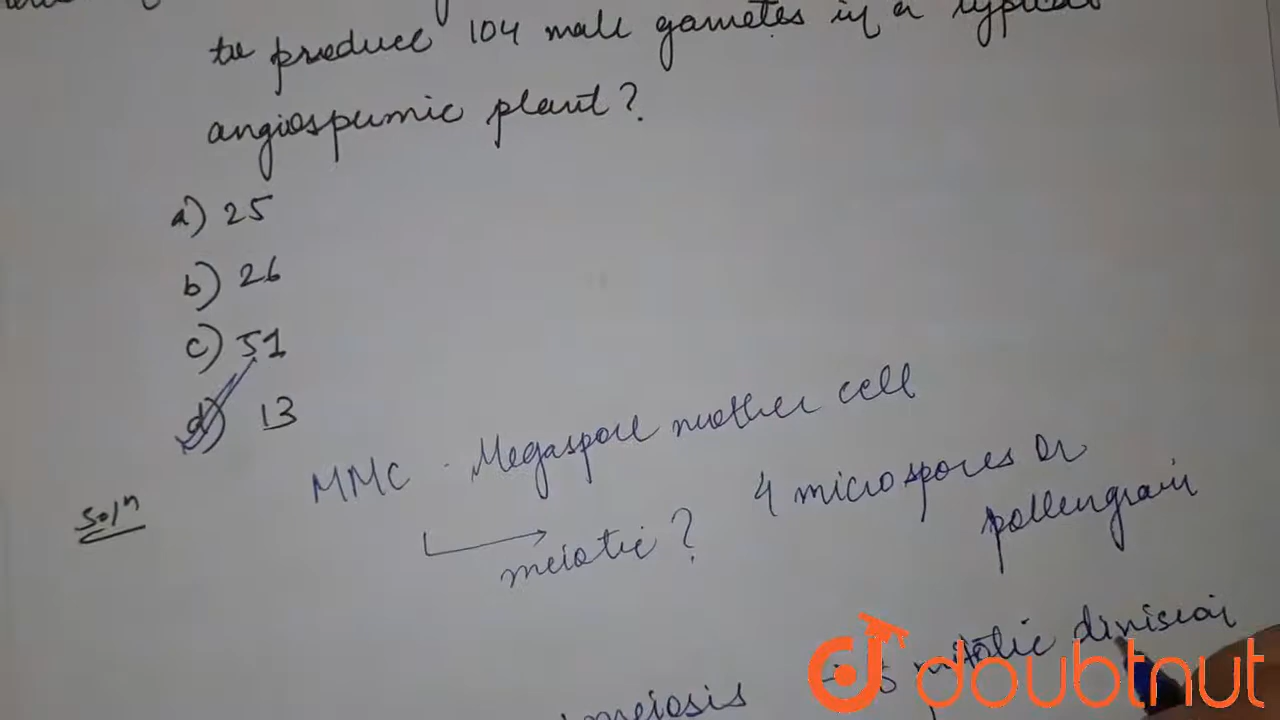 to produce 104 male gametes in a typical
angiospermic plant?
a) 25
b) 26
c) 51
d) 13
MMC - Megaspore mother cell
Soln
4 microspores or
meiotic?
pollengrain
mitotic division
meiosis
doubtnut